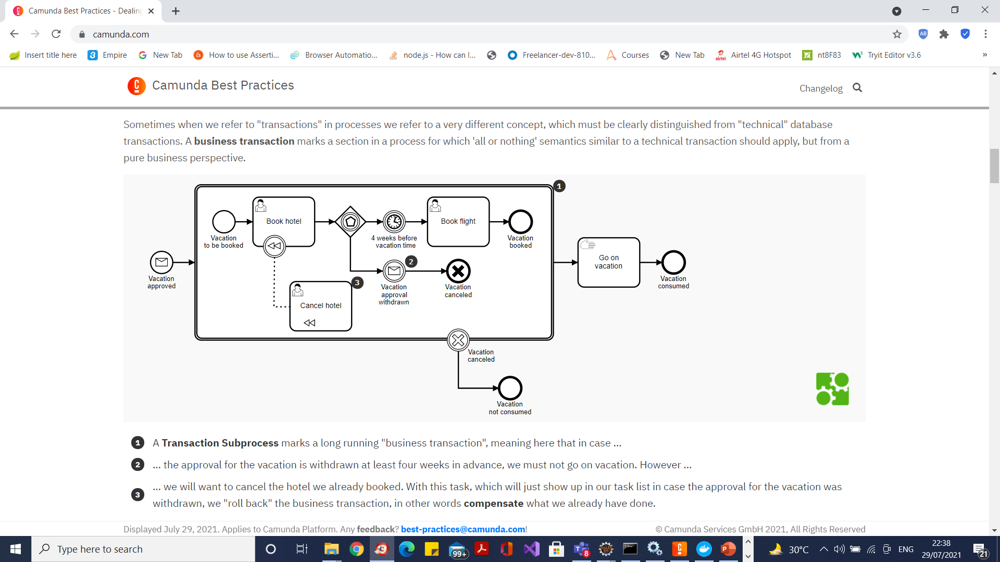 Camunda Best Practices - Dealing
camunda.com
Insert title here
Empire
New Tab
How to use Asserti...
Browser Automatio...
node.js - How can I...
Freelancer-dev-810...
Courses
New Tab
Airtel 4G Hotspot
nt8F83
Tryit Editor v3.6
»
Camunda Best Practices
Changelog
Sometimes when we refer to "transactions" in processes we refer to a very different concept, which must be clearly distinguished from "technical" database
transactions. A business transaction marks a section in a process for which 'all or nothing' semantics similar to a technical transaction should apply, but from a
pure business perspective.
1
Vacation
approved
Vacation
to be booked
Book hotel
4 weeks before
vacation time
Book flight
Vacation
booked
2
Vacation
approval
withdrawn
Vacation
canceled
3
Cancel hotel
Vacation
canceled
Vacation
not consumed
Go on
vacation
Vacation
consumed
1 A Transaction Subprocess marks a long running "business transaction", meaning here that in case ...
2 ... the approval for the vacation is withdrawn at least four weeks in advance, we must not go on vacation. However ...
3 ... we will want to cancel the hotel we already booked. With this task, which will just show up in our task list in case the approval for the vacation was
withdrawn, we "roll back" the business transaction, in other words compensate what we already have done.
Displayed July 29, 2021. Applies to Camunda Platform. Any feedback? best-practices@camunda.com!
© Camunda Services GmbH 2021, All Rights Reserved
Type here to search
99+
8
30°C
ENG
22:38
29/07/2021
21